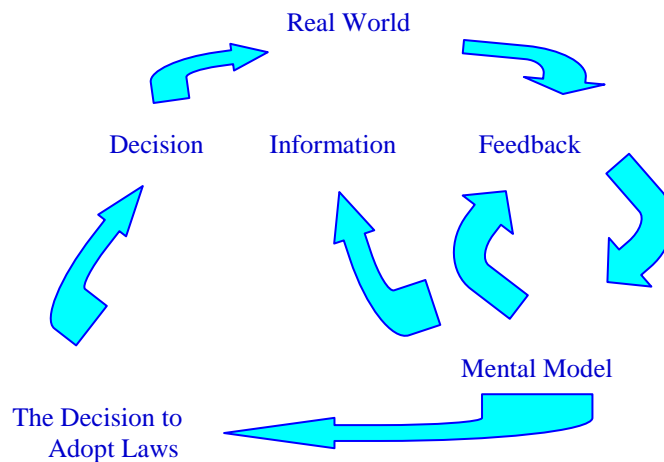 Real World
Decision
Information
Feedback
Mental Model
The Decision to
Adopt Laws